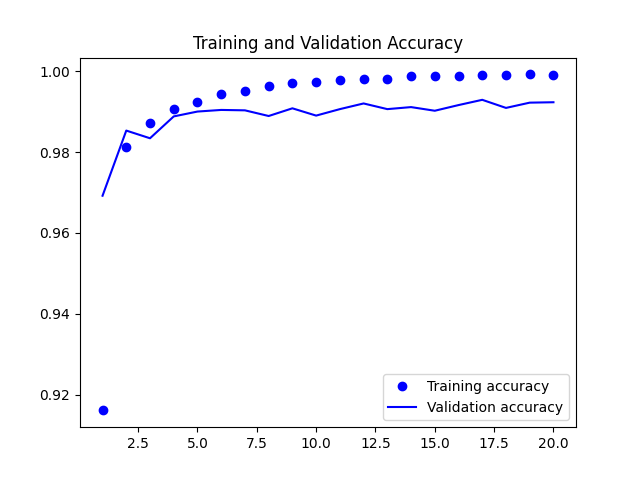 Training and Validation Accuracy
1.00
0.98
0.96
0.94
0.92
Training accuracy
Validation accuracy
2.5 5.0 7.5 10.0 12.5 15.0 17.5 20.0